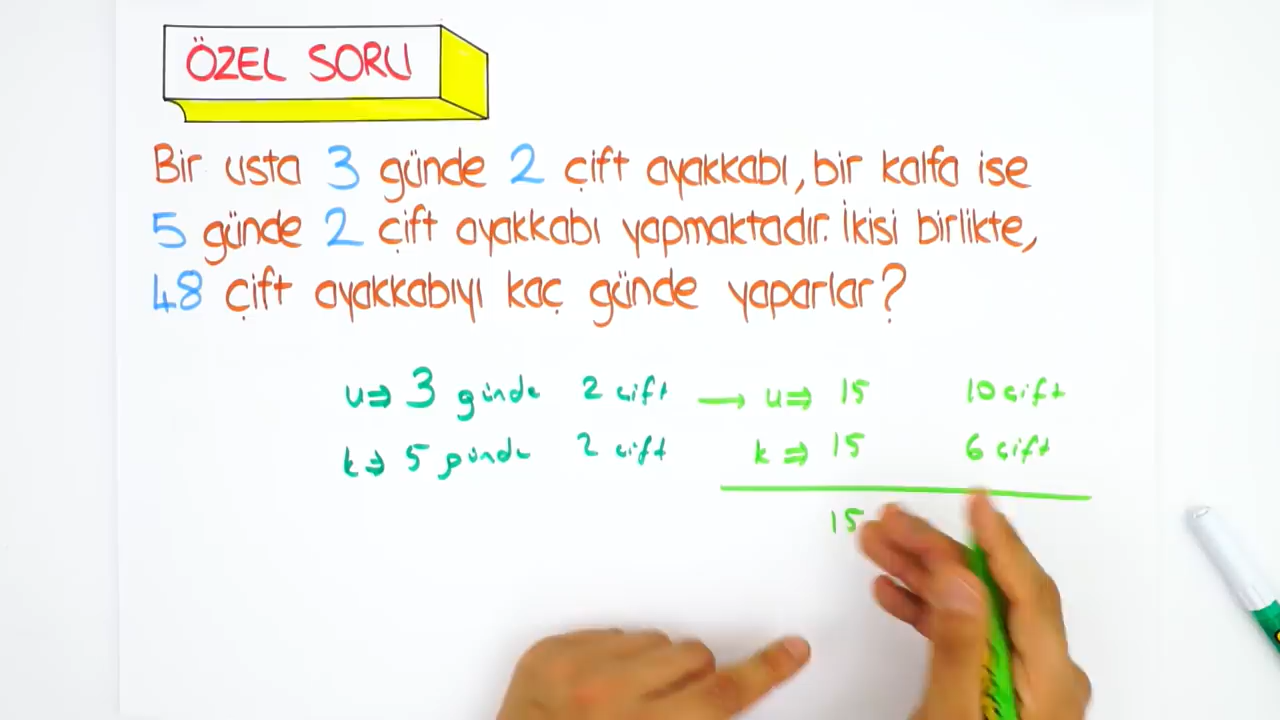 ÖZEL SORU
Bir usta 3 günde 2 çift ayakkabı, bir kalfa ise
5 günde 2 çift ayakkabı yapmaktadır. İkisi birlikte,
48 çift ayakkabıyı kaç günde yaparlar?
u⇒ 3 günde 2 çift → u⇒ 15 10 çift
k⇒ 5 günde 2 çift k⇒ 15 6 çift
15